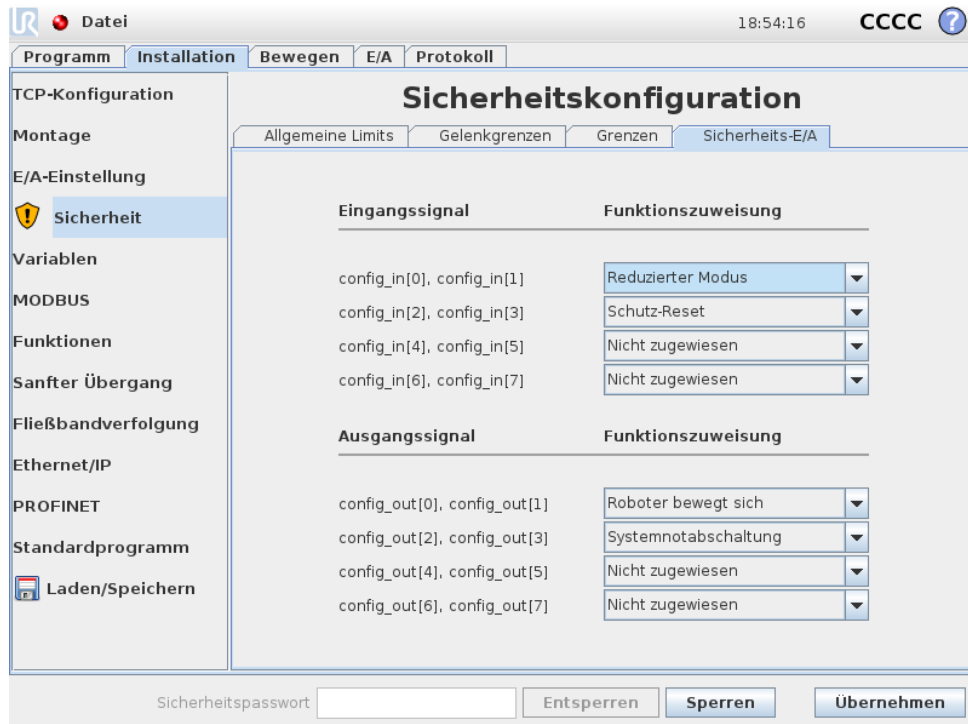 UR Datei 18:54:16 CCCC ?
Programm Installation Bewegen E/A Protokoll
TCP-Konfiguration
Montage
E/A-Einstellung
Sicherheit
Variablen
MODBUS
Funktionen
Sanfter Übergang
Fließbandverfolgung
Ethernet/IP
PROFINET
Standardprogramm
Laden/Speichern
Sicherheitskonfiguration
Allgemeine Limits Gelenkgrenzen Grenzen Sicherheits-E/A
Eingangssignal Funktionszuweisung
config_in[0], config_in[1] Reduzierter Modus
config_in[2], config_in[3] Schutz-Reset
config_in[4], config_in[5] Nicht zugewiesen
config_in[6], config_in[7] Nicht zugewiesen
Ausgangssignal Funktionszuweisung
config_out[0], config_out[1] Roboter bewegt sich
config_out[2], config_out[3] Systemnotabschaltung
config_out[4], config_out[5] Nicht zugewiesen
config_out[6], config_out[7] Nicht zugewiesen
Sicherheitspasswort Entsperren Sperren Übernehmen